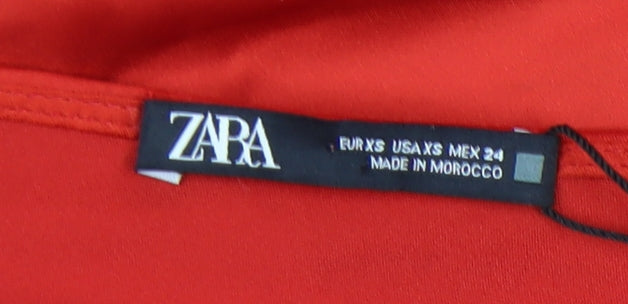 ZARA
EUR XS USA XS MEX 24
MADE IN MOROCCO